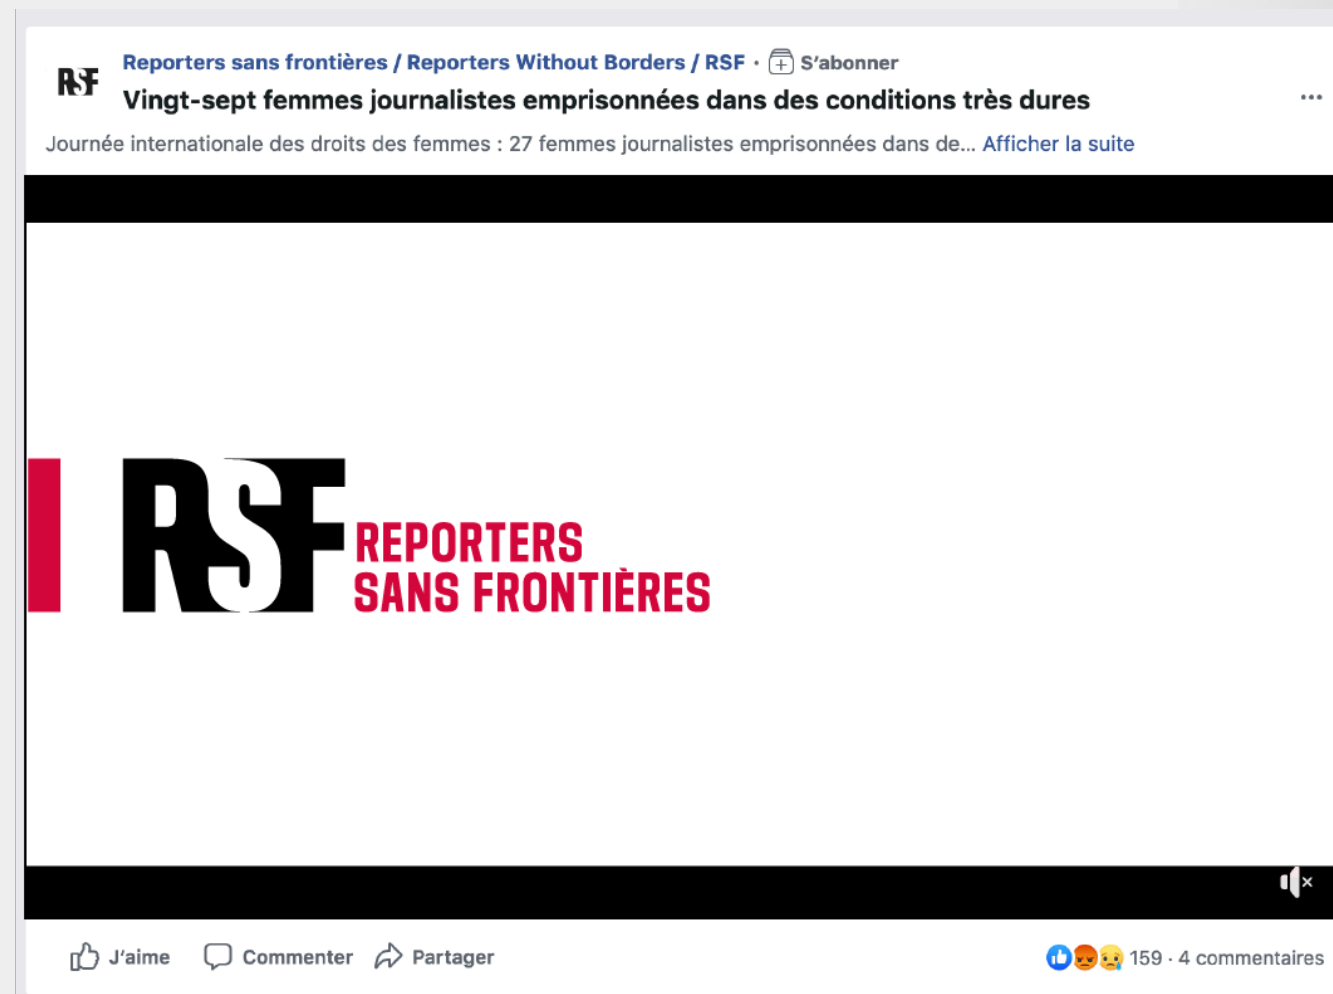 RSF
Reporters sans frontières / Reporters Without Borders / RSF · S'abonner
Vingt-sept femmes journalistes emprisonnées dans des conditions très dures
Journée internationale des droits des femmes : 27 femmes journalistes emprisonnées dans de... Afficher la suite
RSF
REPORTERS
SANS FRONTIÈRES
J'aime Commenter Partager 159 · 4 commentaires